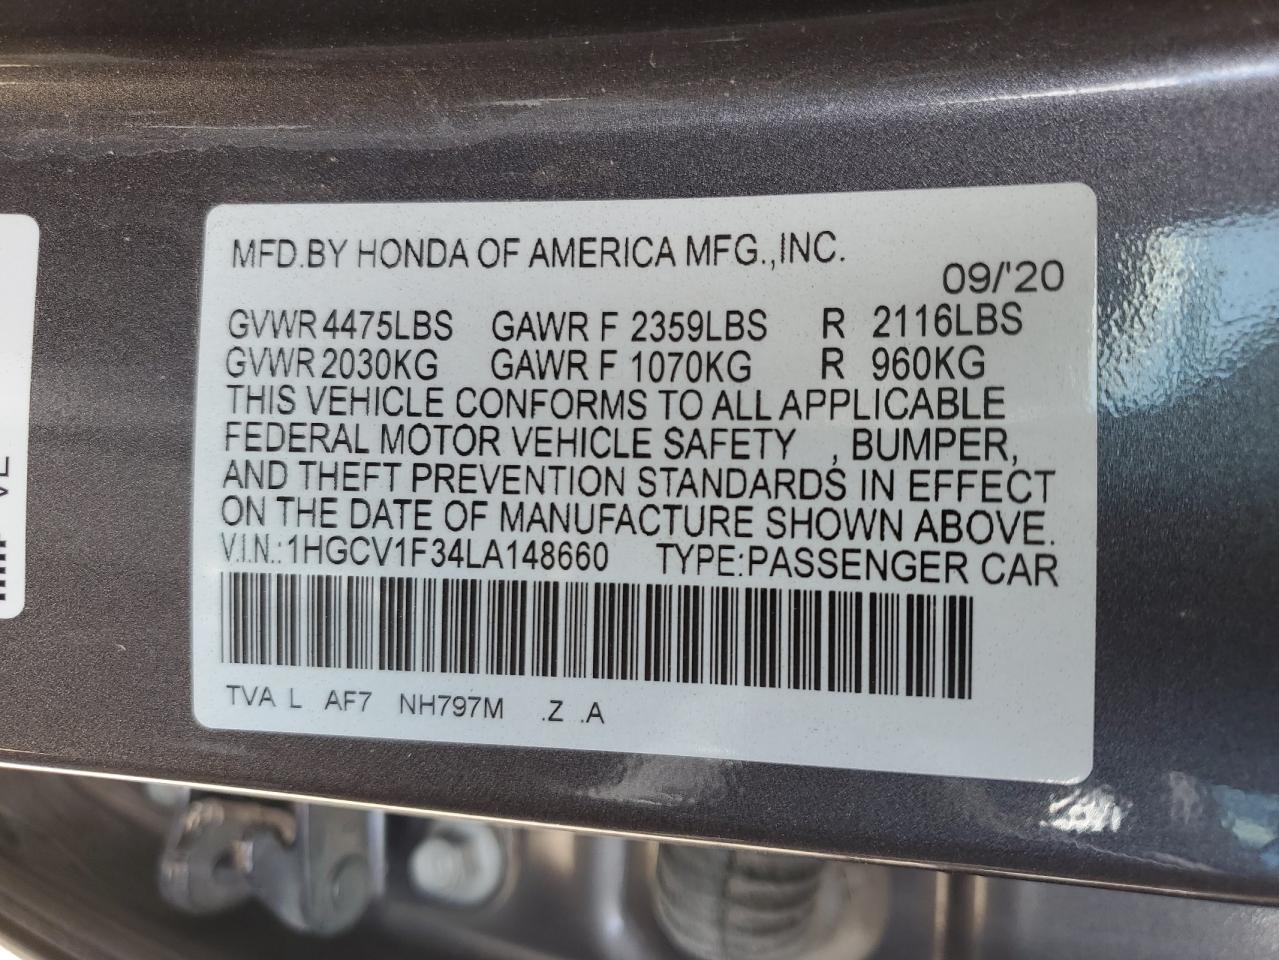 MFD.BY HONDA OF AMERICA MFG.,INC.
09/'20
GVWR 4475LBS GAWR F 2359LBS R 2116LBS
GVWR 2030KG GAWR F 1070KG R 960KG
THIS VEHICLE CONFORMS TO ALL APPLICABLE
FEDERAL MOTOR VEHICLE SAFETY , BUMPER,
AND THEFT PREVENTION STANDARDS IN EFFECT
ON THE DATE OF MANUFACTURE SHOWN ABOVE.
V.I.N.: 1HGCV1F34LA148660 TYPE:PASSENGER CAR
TVA L AF7 NH797M .Z .A